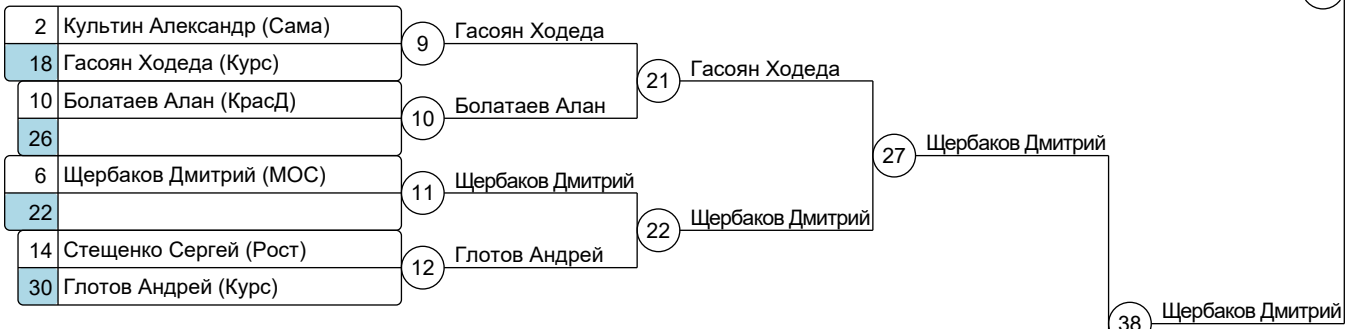 2 Культин Александр (Сама)
18 Гасоян Ходеда (Курс)
10 Болатаев Алан (КрасД)
26
6 Щербаков Дмитрий (МОС)
22
14 Стещенко Сергей (Рост)
30 Глотов Андрей (Курс)
9 Гасоян Ходеда
10 Болатаев Алан
11 Щербаков Дмитрий
12 Глотов Андрей
21 Гасоян Ходеда
22 Щербаков Дмитрий
27 Щербаков Дмитрий
38 Щербаков Дмитрий